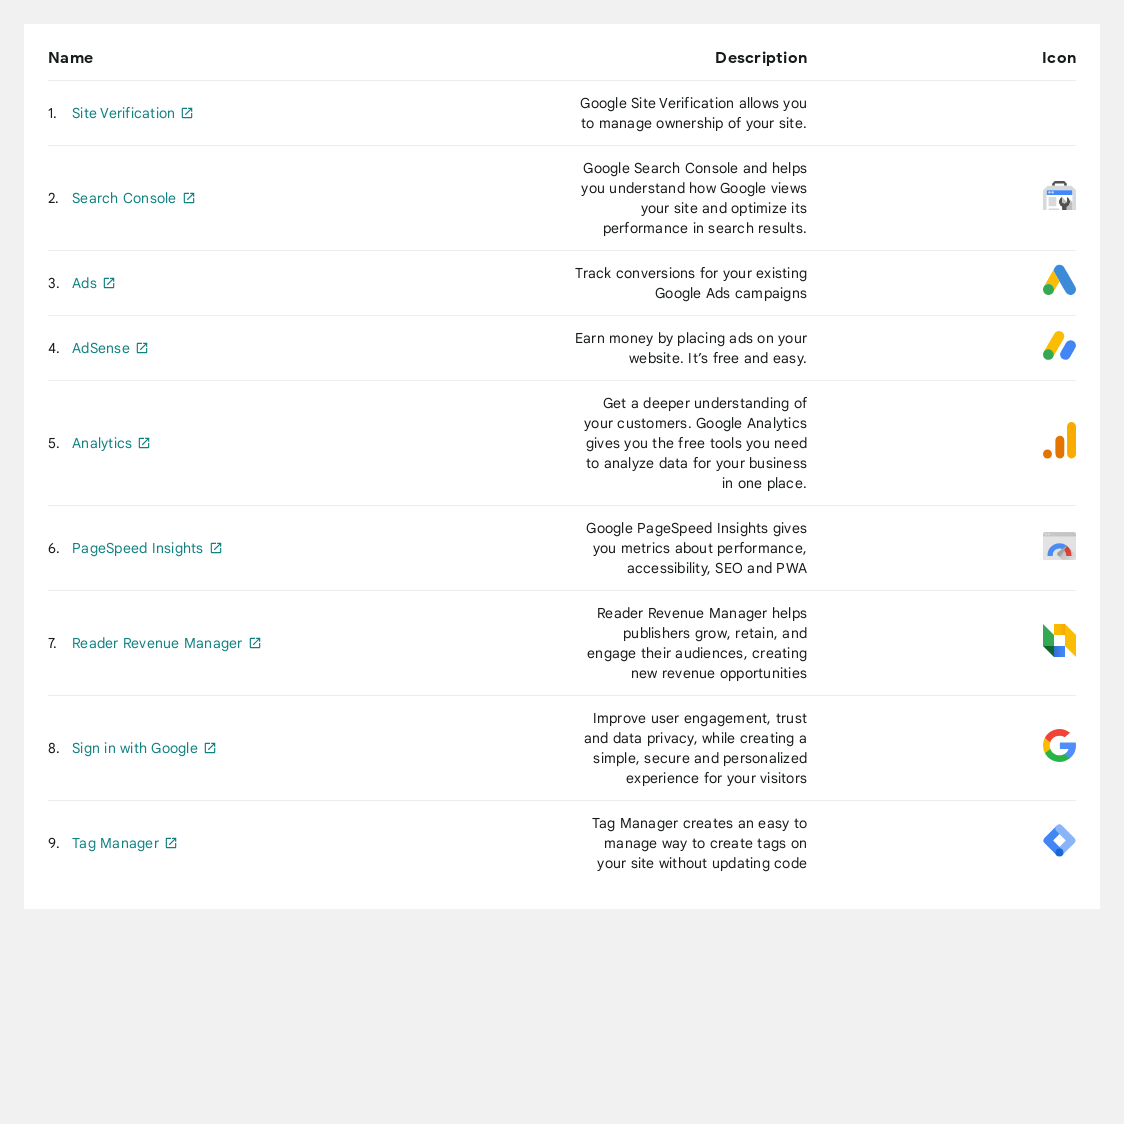 Name Description Icon
1. Site Verification Google Site Verification allows you
to manage ownership of your site.
2. Search Console Google Search Console and helps
you understand how Google views
your site and optimize its
performance in search results.
3. Ads Track conversions for your existing
Google Ads campaigns
4. AdSense Earn money by placing ads on your
website. It’s free and easy.
5. Analytics Get a deeper understanding of
your customers. Google Analytics
gives you the free tools you need
to analyze data for your business
in one place.
6. PageSpeed Insights Google PageSpeed Insights gives
you metrics about performance,
accessibility, SEO and PWA
7. Reader Revenue Manager Reader Revenue Manager helps
publishers grow, retain, and
engage their audiences, creating
new revenue opportunities
8. Sign in with Google Improve user engagement, trust
and data privacy, while creating a
simple, secure and personalized
experience for your visitors
9. Tag Manager Tag Manager creates an easy to
manage way to create tags on
your site without updating code